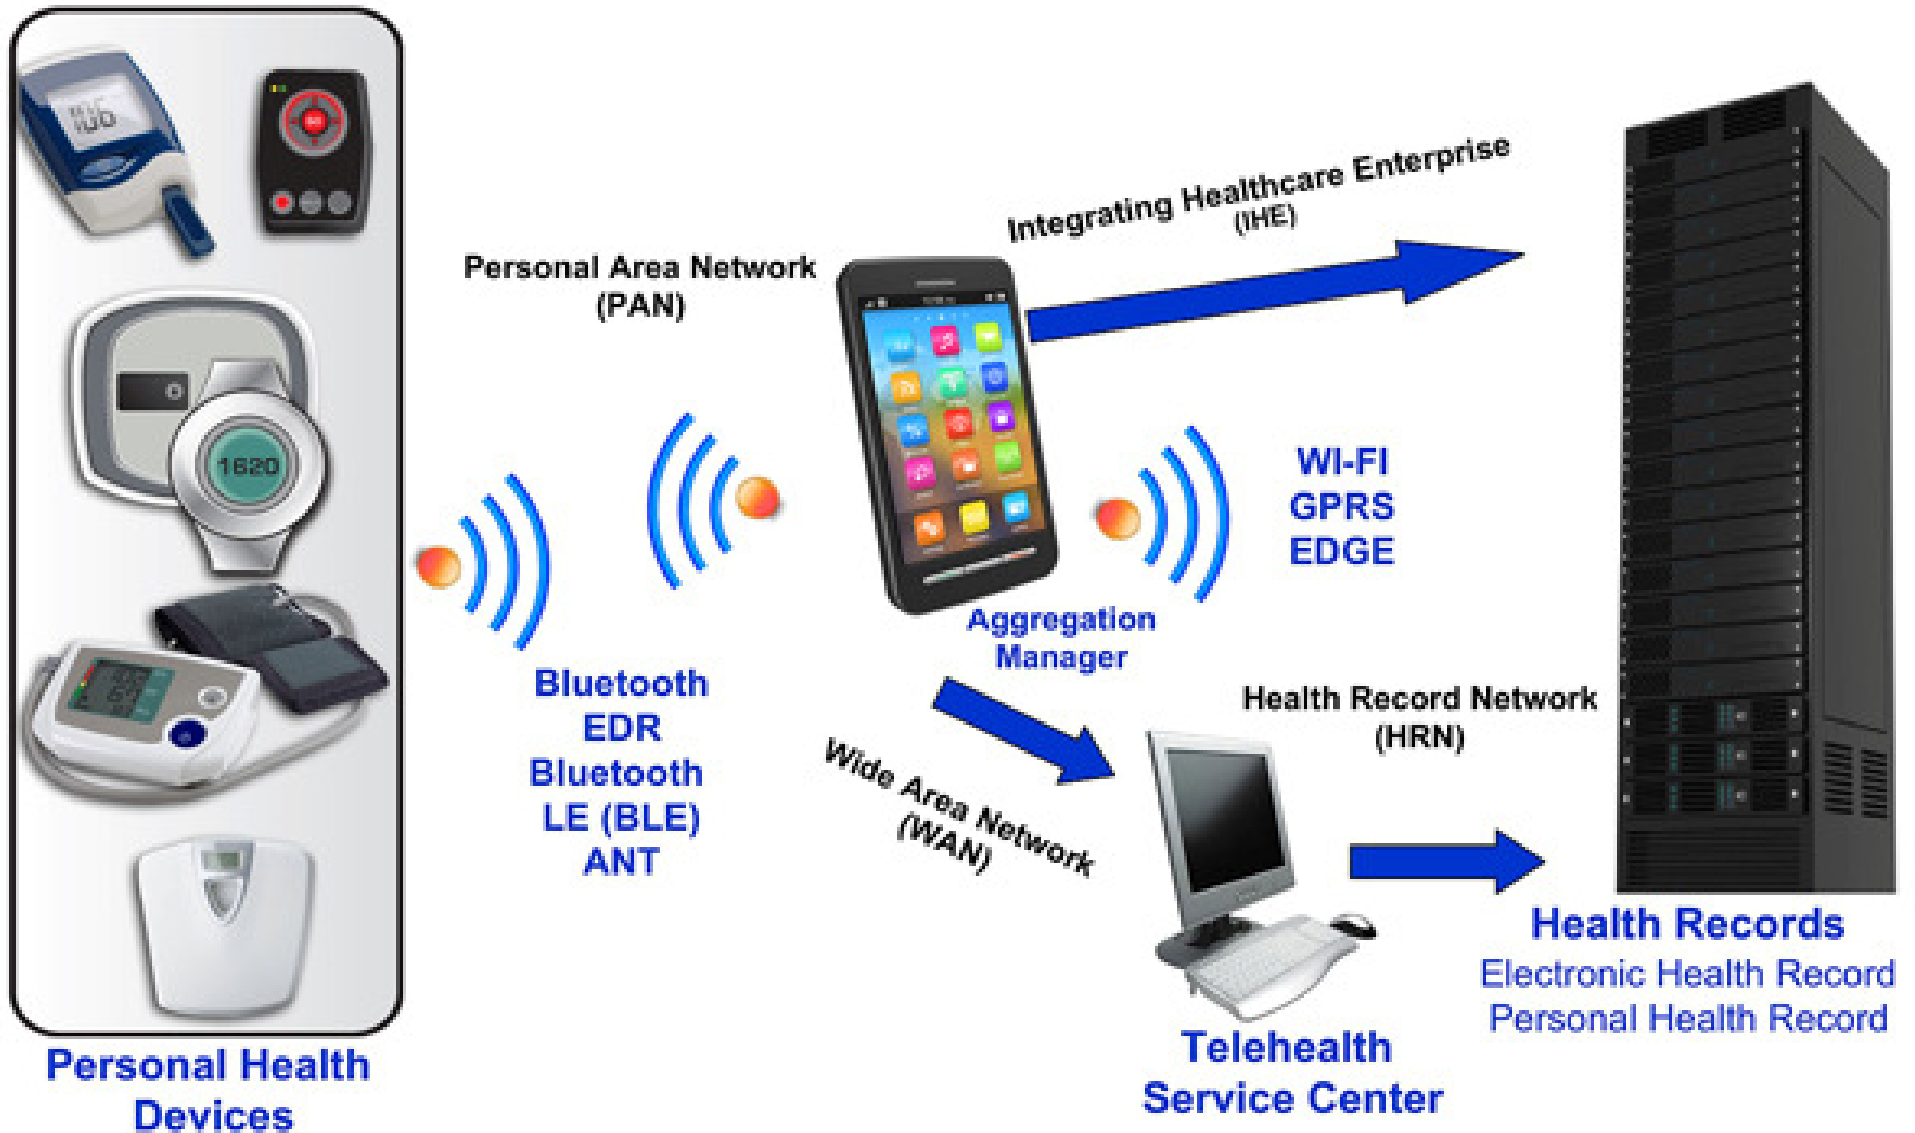 106
1620
Personal Health
Devices
Personal Area Network
(PAN)
Bluetooth
EDR
Bluetooth
LE (BLE)
ANT
Aggregation
Manager
Integrating Healthcare Enterprise
(IHE)
WI-FI
GPRS
EDGE
Wide Area Network
(WAN)
Telehealth
Service Center
Health Record Network
(HRN)
Health Records
Electronic Health Record
Personal Health Record